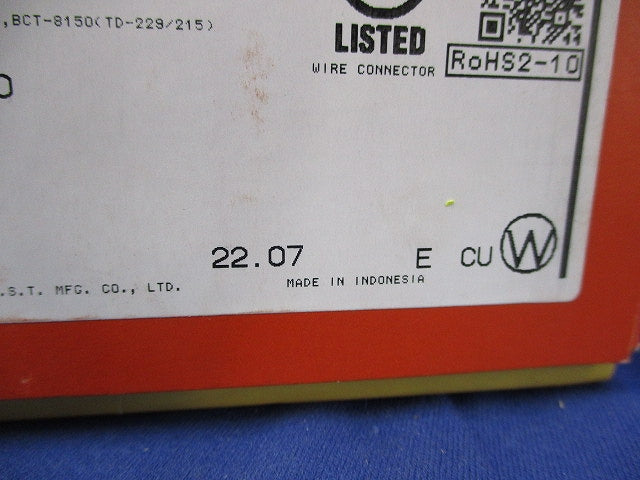 ,BCT-8150(TD-229/215)
LISTED
WIRE CONNECTOR
RoHS2-10
22.07
E
CU
W
.S.T. MFG. CO., LTD.
MADE IN INDONESIA